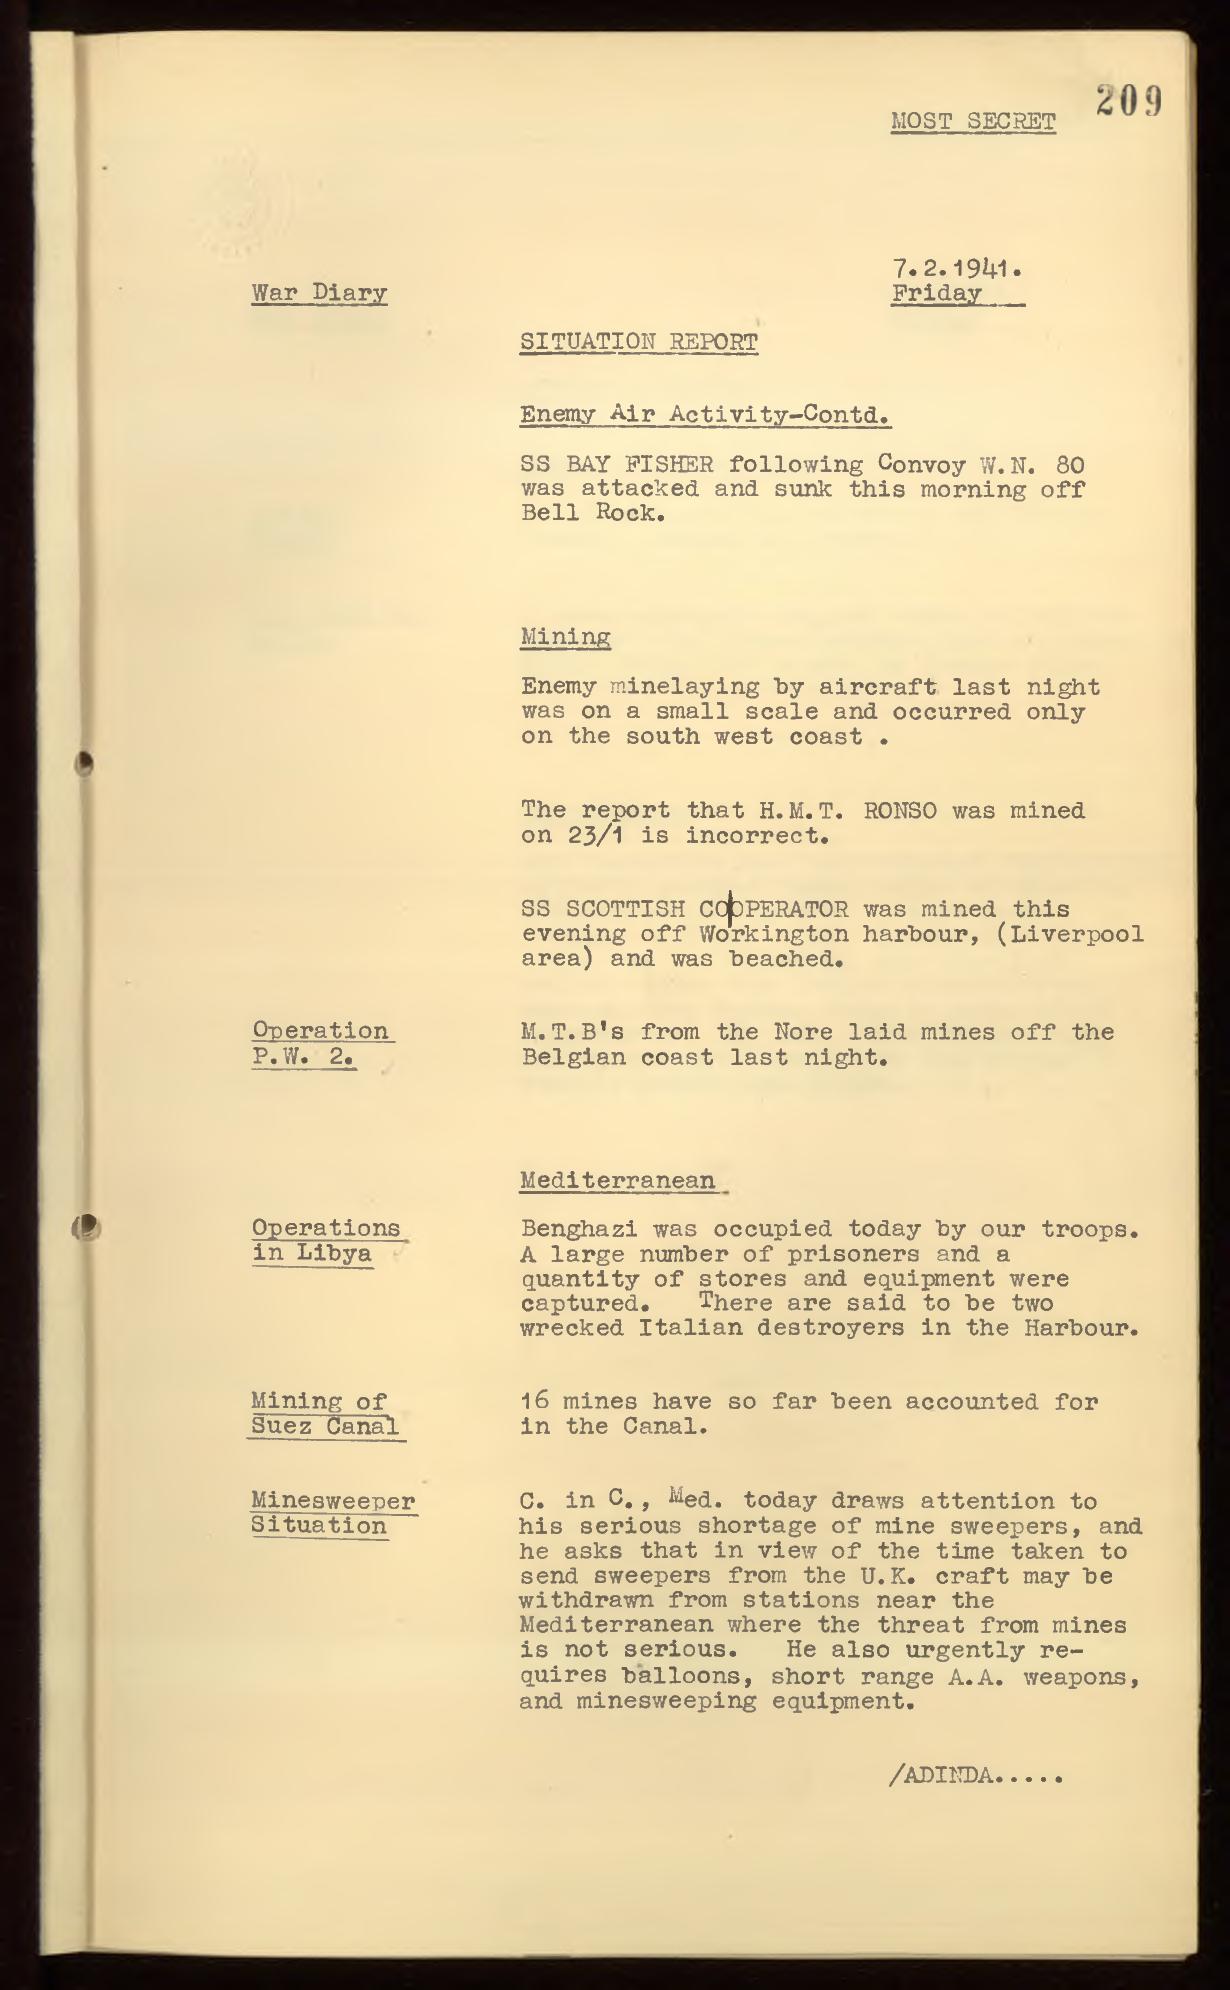 209
MOST SECRET
7.2.1941.
War Diary
Friday
SITUATION REPORT
Enemy Air Activity-Contd.
SS BAY FISHER following Convoy W.N. 80
was attacked and sunk this morning off
Bell Rock.
Mining
Enemy minelaying by aircraft last night
was on a small scale and occurred only
on the south west coast .
The report that H.M.T. RONSO was mined
on 23/1 is incorrect.
SS SCOTTISH CO|OPERATOR was mined this
evening off Workington harbour, (Liverpool
area) and was beached.
Operation
P.W. 2.
M.T.B's from the Nore laid mines off the
Belgian coast last night.
Mediterranean
Operations
in Libya
Benghazi was occupied today by our troops.
A large number of prisoners and a
quantity of stores and equipment were
captured. There are said to be two
wrecked Italian destroyers in the Harbour.
Mining of
Suez Canal
16 mines have so far been accounted for
in the Canal.
Minesweeper
Situation
C. in C., Med. today draws attention to
his serious shortage of mine sweepers, and
he asks that in view of the time taken to
send sweepers from the U.K. craft may be
withdrawn from stations near the
Mediterranean where the threat from mines
is not serious. He also urgently re-
quires balloons, short range A.A. weapons,
and minesweeping equipment.
/ADINDA.....